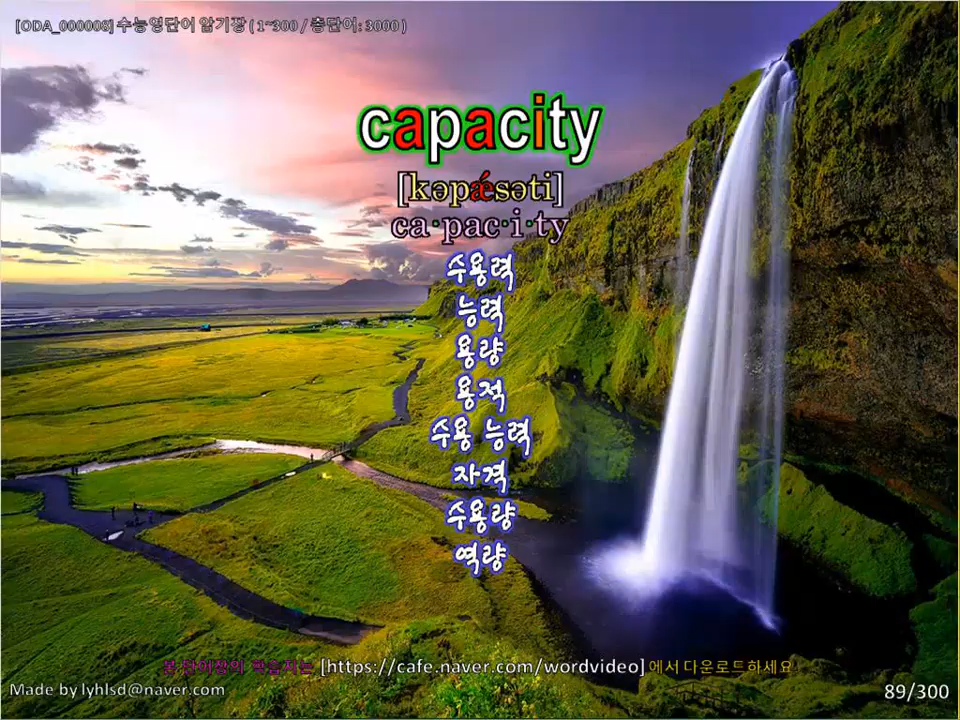 [ODA_000008] 수능영단어 암기장 ( 1~300 / 총단어: 3000 )
capacity
[kəpǽsəti]
ca·pac·i·ty
수용력
능력
용량
용적
수용 능력
자격
수용량
역량
본 단어장의 학습지는 [https://cafe.naver.com/wordvideo] 에서 다운로드하세요
Made by lyhlsd@naver.com
89/300